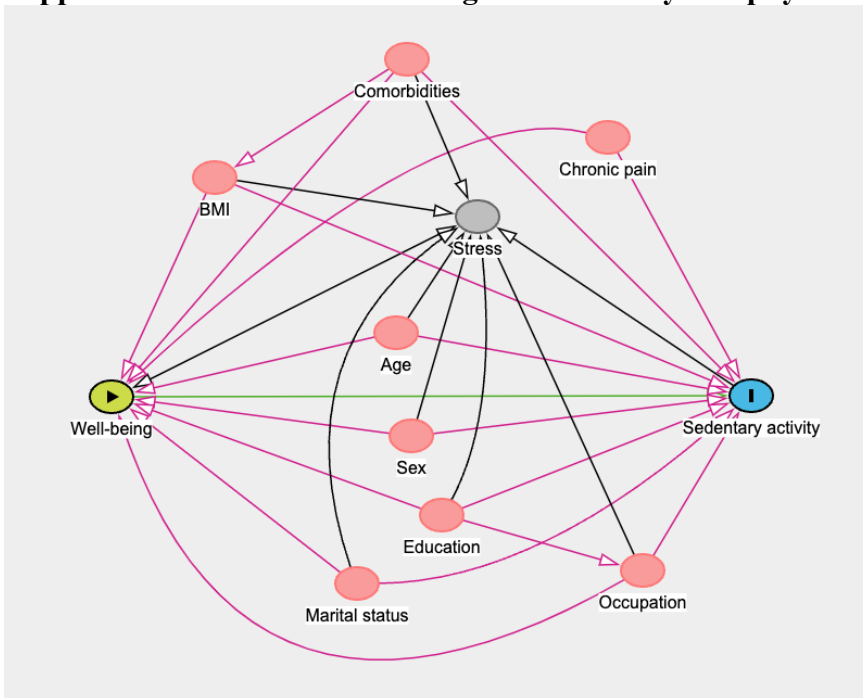 Comorbidities
Chronic pain
BMI
Stress
Age
Well-being
Sedentary activity
Sex
Education
Occupation
Marital status